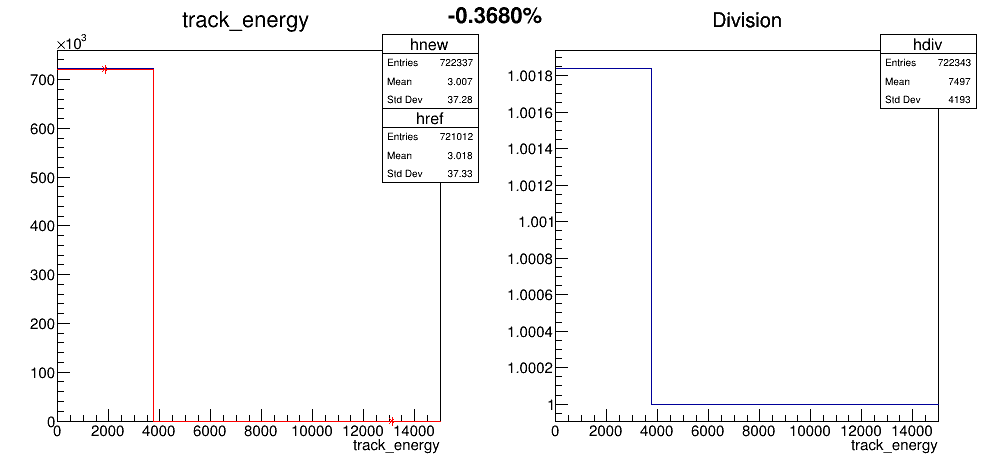 track_energy
-0.3680%
Division
×10³
hnew
Entries 722337
Mean 3.007
Std Dev 37.28
href
Entries 721012
Mean 3.018
Std Dev 37.33
700
600
500
400
300
200
100
0
0 2000 4000 6000 8000 10000 12000 14000
track_energy
hdiv
Entries 722343
Mean 7497
Std Dev 4193
1.0018
1.0016
1.0014
1.0012
1.001
1.0008
1.0006
1.0004
1.0002
1
0 2000 4000 6000 8000 10000 12000 14000
track_energy